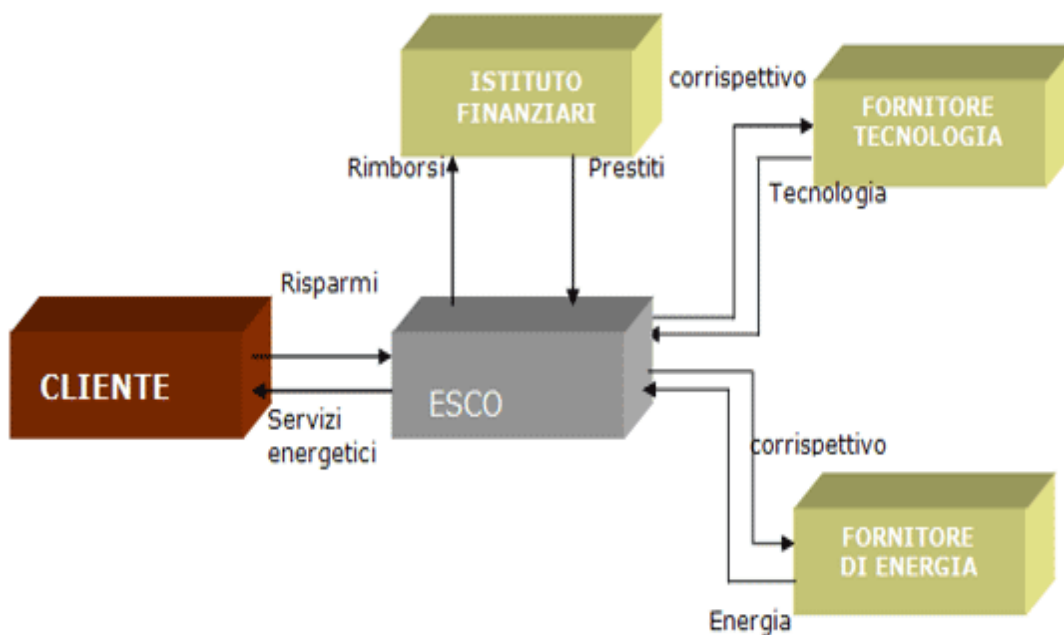 ISTITUTO
FINANZIARI
corrispettivo
FORNITORE
TECNOLOGIA
Rimborsi
Prestiti
Tecnologia
Risparmi
CLIENTE
ESCO
Servizi
energetici
corrispettivo
FORNITORE
DI ENERGIA
Energia